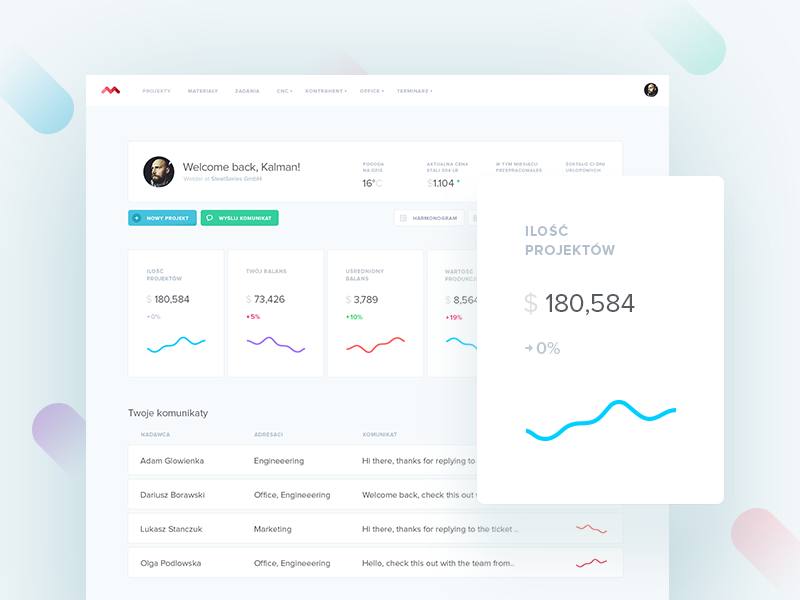 PROJEKTY MATERIAŁY ZADANIA CNC KONTRAHENT OFFICE TERMINARZ
Welcome back, Kalman!
Welder at SteelSeries GmbH
POGODA
NA DZIŚ
16°C
AKTUALNA CENA
STALI 304 LG
$1,104
W TYM MIESIĄCU
PRZEPRACOWAŁEŚ
ZOSTAŁO CI DNI
URLOPOWYCH
NOWY PROJEKT
WYŚLIJ KOMUNIKAT
HARMONOGRAM
ILOŚĆ
PROJEKTÓW
$ 180,584
0%
TWÓJ BALANS
$ 73,426
+5%
UŚREDNIONY
BALANS
$ 3,789
+10%
WARTOŚĆ
PRODUKCJI
$ 8,564
+19%
ILOŚĆ
PROJEKTÓW
$ 180,584
0%
Twoje komunikaty
NADAWCA ADRESACI KOMUNIKAT
Adam Glowienka Engineeering Hi there, thanks for replying to
Dariusz Borawski Office, Engineeering Welcome back, check this out
Lukasz Stanczuk Marketing Hi there, thanks for replying to the ticket ..
Olga Podlowska Office, Engineeering Hello, check this out with the team from..